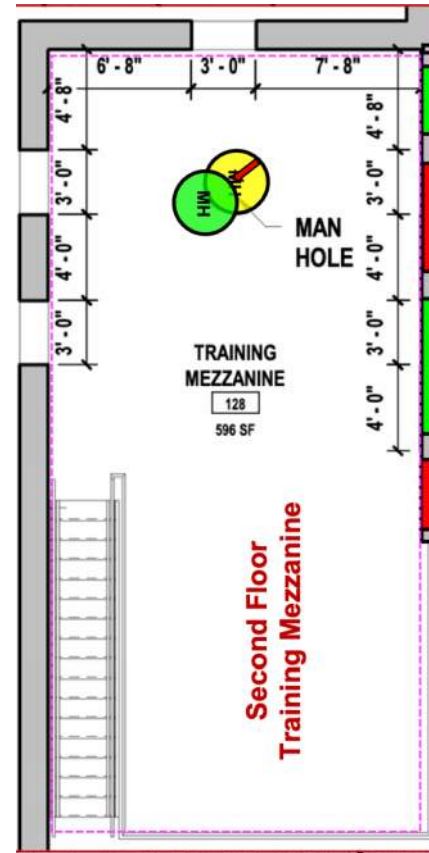 6' - 8" 3' - 0" 7' - 8"
4' - 8"
3' - 0"
4' - 0"
3' - 0"
4' - 8"
3' - 0"
4' - 0"
3' - 0"
4' - 0"
MH
MH
MAN
HOLE
TRAINING
MEZZANINE
128
596 SF
Second Floor
Training Mezzanine